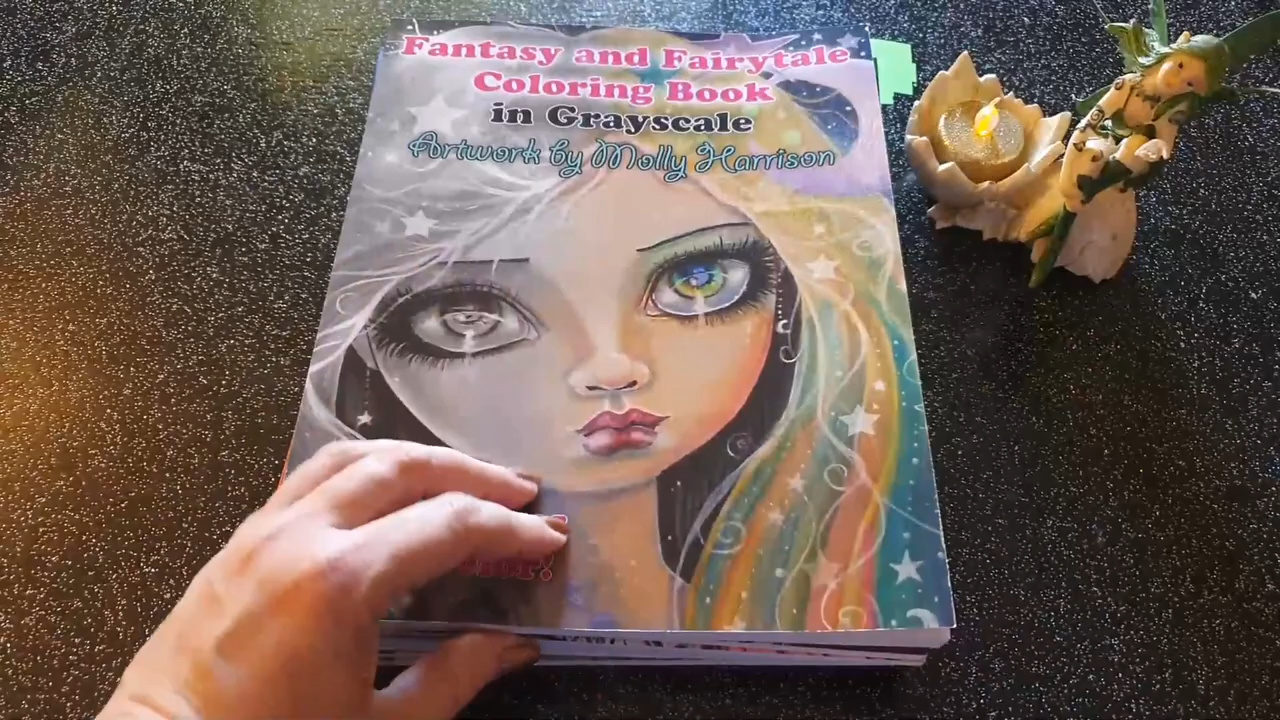 Fantasy and Fairytale
Coloring Book
in Grayscale
Artwork by Molly Harrison